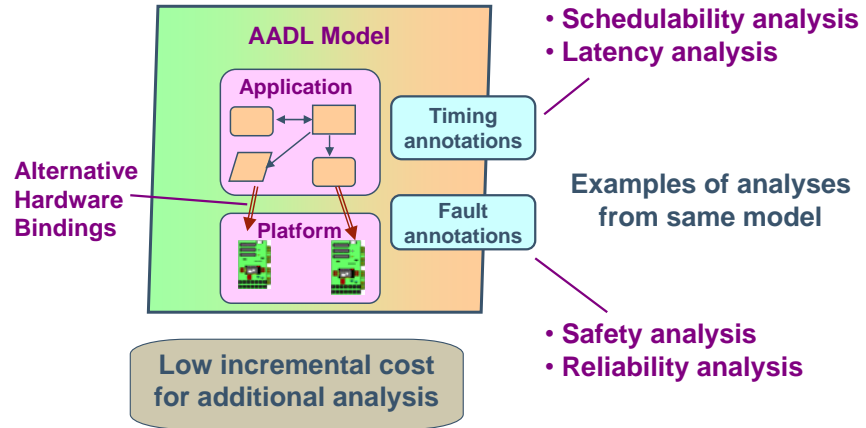 AADL Model
Application
Timing
annotations
Fault
annotations
Platform
Alternative
Hardware
Bindings
• Schedulability analysis
• Latency analysis
Examples of analyses
from same model
• Safety analysis
• Reliability analysis
Low incremental cost
for additional analysis